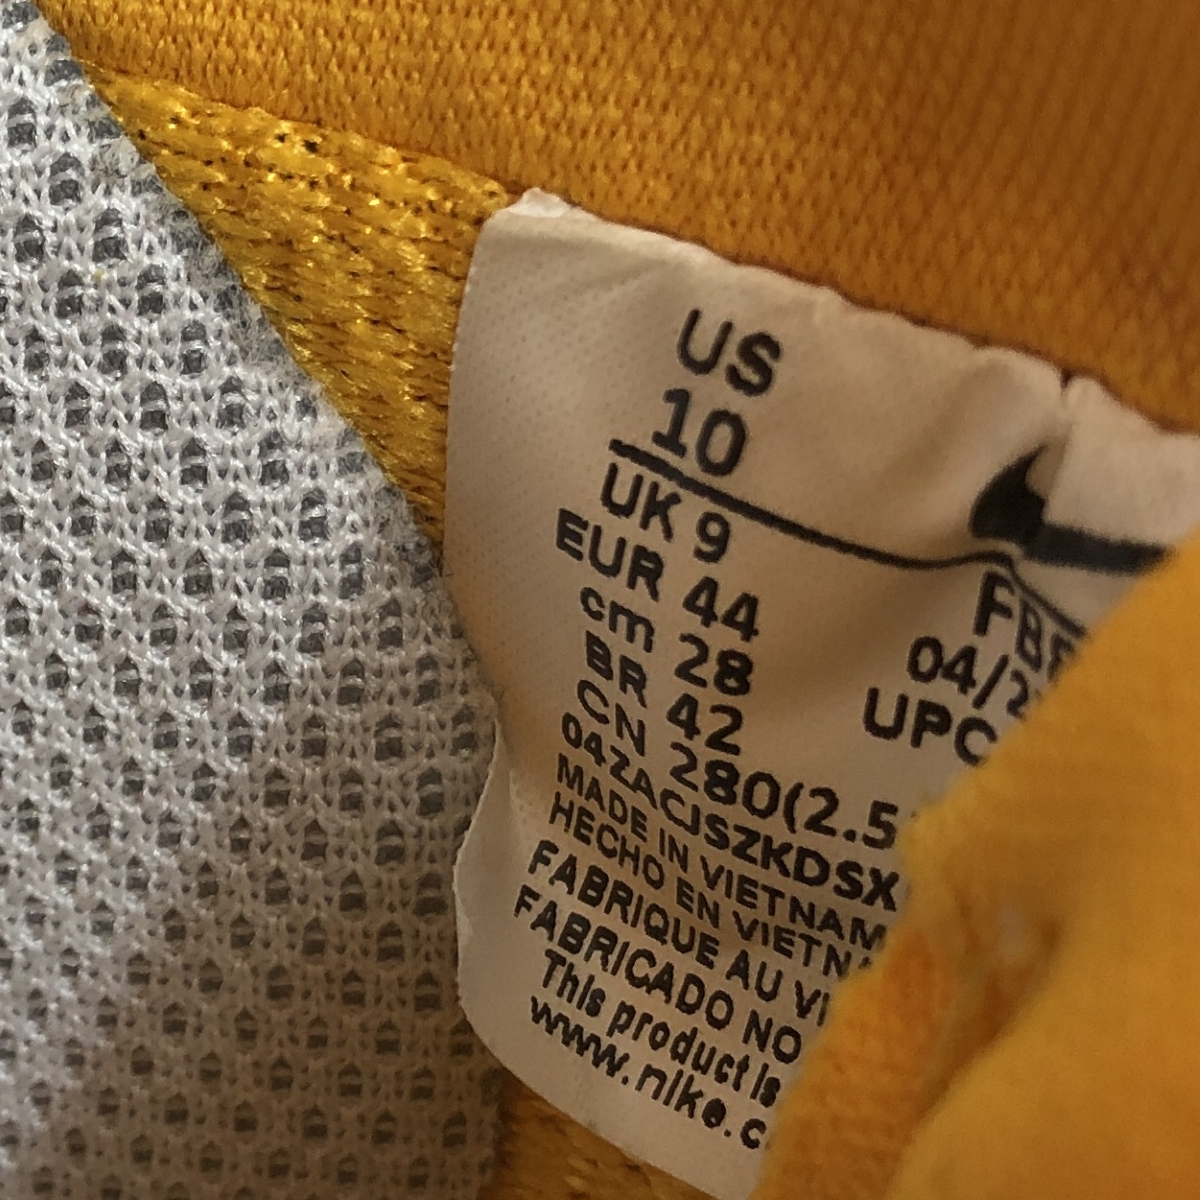 US
10
UK 9
EUR 44
cm 28
BR 42
CN 280(2.5
04ZACJSZKDSX
MADE IN VIETNAM
HECHO EN VIETNA
FABRIQUE AU VI
FABRICADO NO
This product is
www.nike.c
FB
04/2
UPC